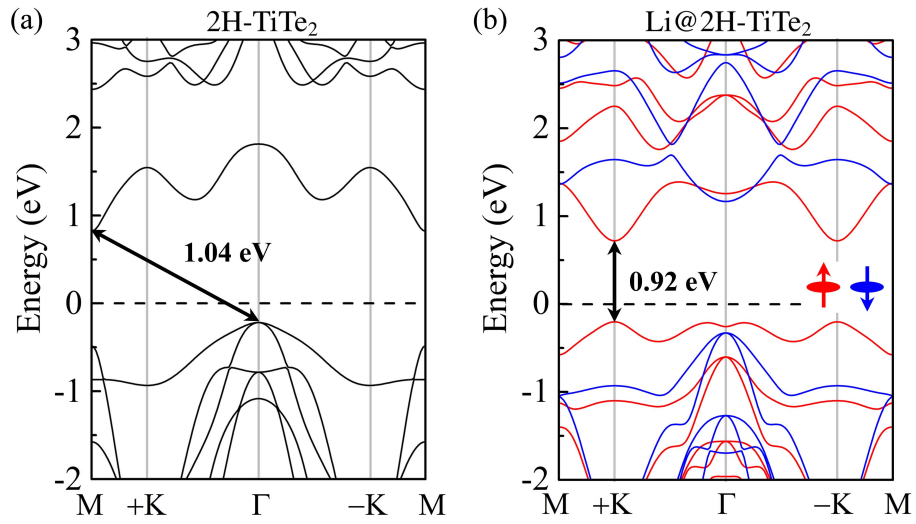 (a) 2H-TiTe₂
3
2
1
0
-1
-2
Energy (eV)
1.04 eV
M +K Γ −K M
(b) Li@2H-TiTe₂
3
2
1
0
-1
-2
Energy (eV)
0.92 eV
M +K Γ −K M